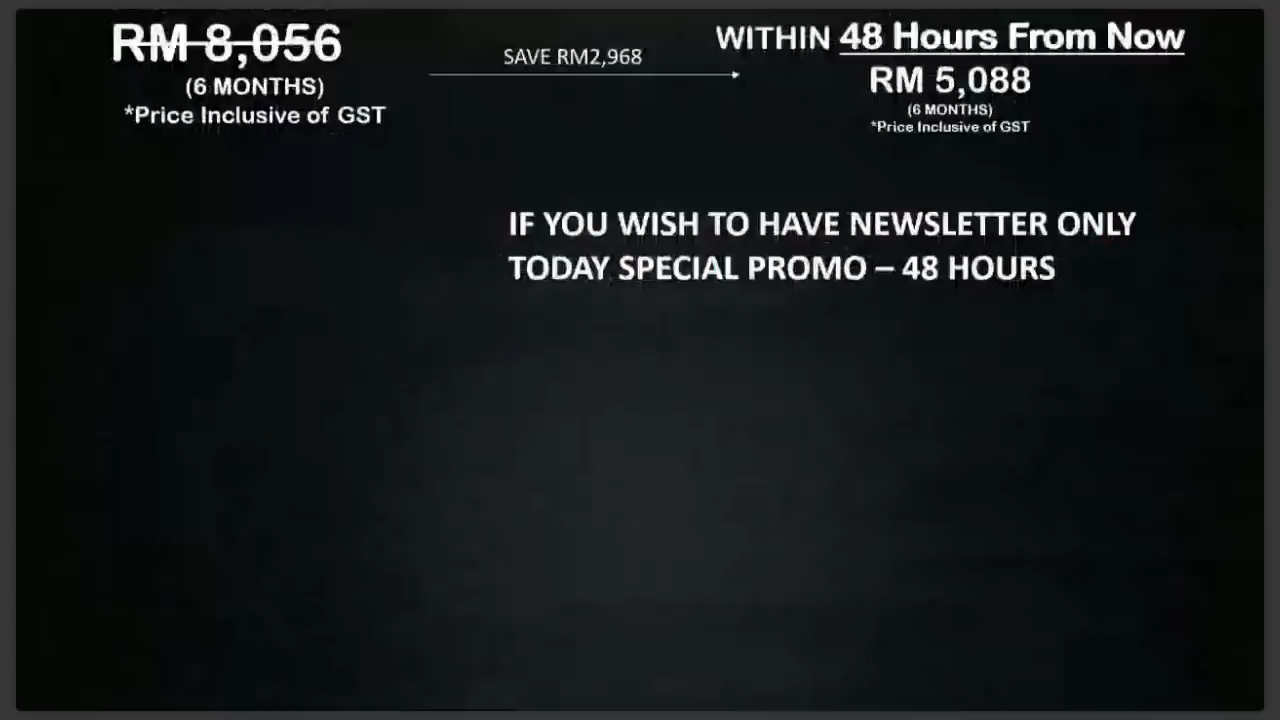 RM 8,056
(6 MONTHS)
*Price Inclusive of GST
SAVE RM2,968
WITHIN 48 Hours From Now
RM 5,088
(6 MONTHS)
*Price Inclusive of GST
IF YOU WISH TO HAVE NEWSLETTER ONLY
TODAY SPECIAL PROMO – 48 HOURS